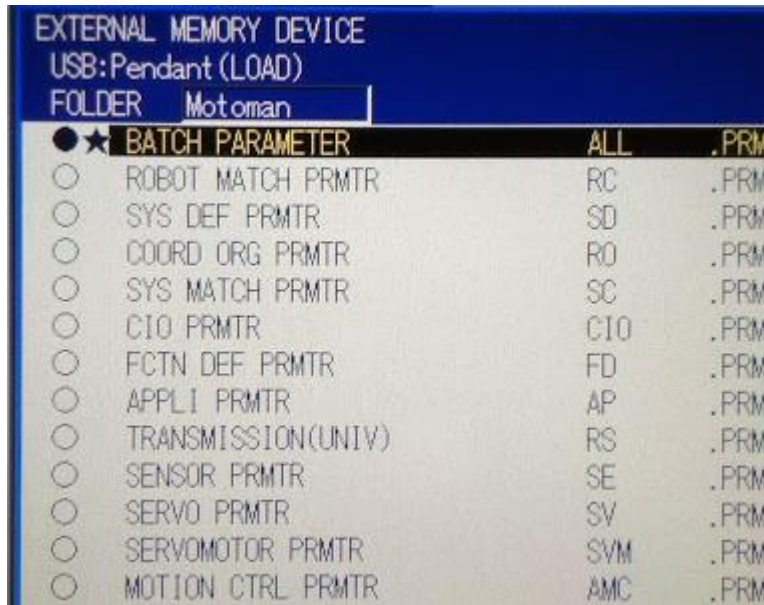 EXTERNAL MEMORY DEVICE
USB:Pendant(LOAD)
FOLDER Motoman
BATCH PARAMETER ALL .PRM
ROBOT MATCH PRMTR RC .PRM
SYS DEF PRMTR SD .PRM
COORD ORG PRMTR RO .PRM
SYS MATCH PRMTR SC .PRM
CIO PRMTR CIO .PRM
FCTN DEF PRMTR FD .PRM
APPLI PRMTR AP .PRM
TRANSMISSION(UNIV) RS .PRM
SENSOR PRMTR SE .PRM
SERVO PRMTR SV .PRM
SERVOMOTOR PRMTR SVM .PRM
MOTION CTRL PRMTR AMC .PRM